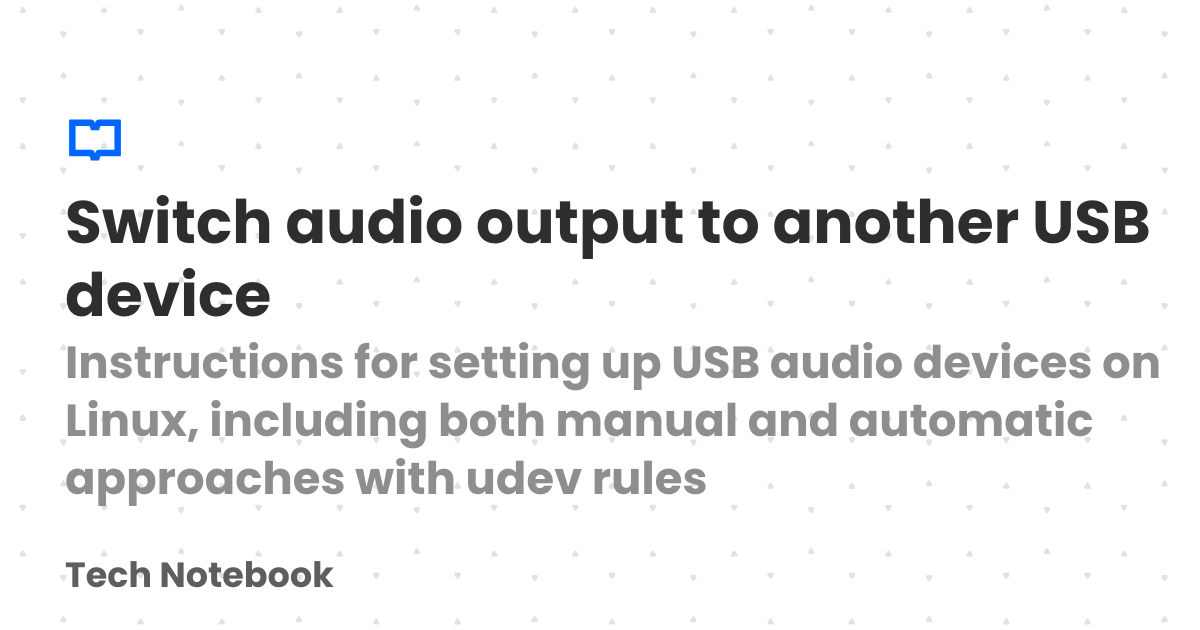 Switch audio output to another USB
device
Instructions for setting up USB audio devices on
Linux, including both manual and automatic
approaches with udev rules
Tech Notebook